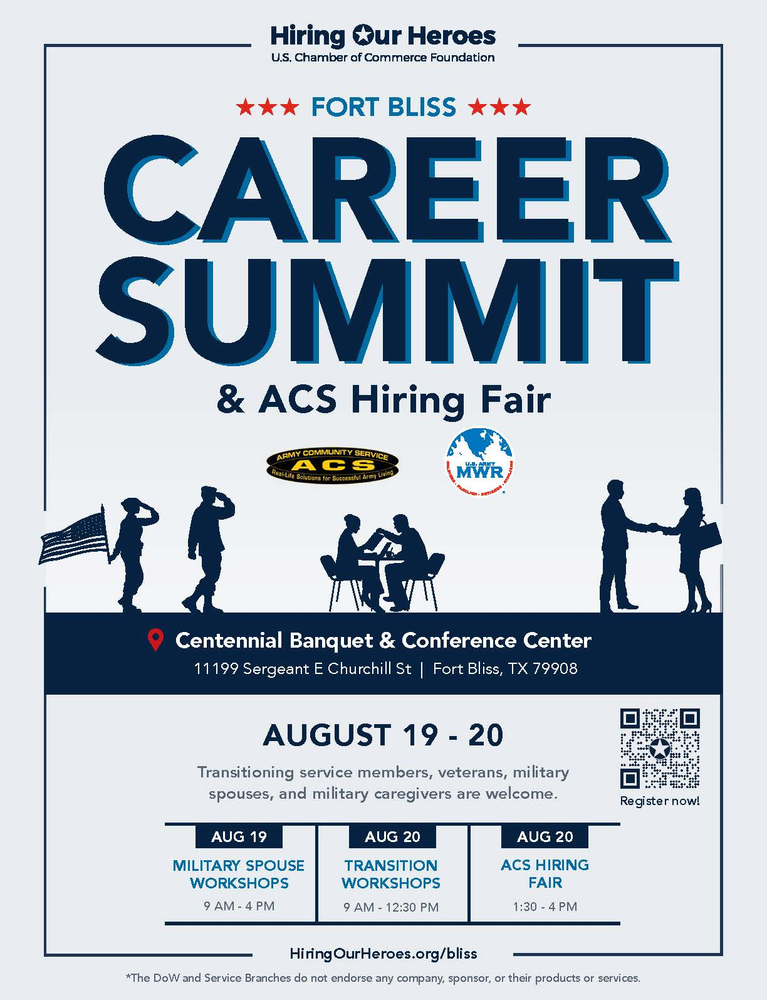 Hiring Our Heroes
U.S. Chamber of Commerce Foundation
FORT BLISS
CAREER
SUMMIT
& ACS Hiring Fair
ARMY COMMUNITY SERVICE
ACS
Real-Life Solutions for Successful Army Living
U.S. ARMY
MWR
Centennial Banquet & Conference Center
11199 Sergeant E Churchill St | Fort Bliss, TX 79908
AUGUST 19 - 20
Transitioning service members, veterans, military
spouses, and military caregivers are welcome.
Register now!
AUG 19
MILITARY SPOUSE
WORKSHOPS
9 AM - 4 PM
AUG 20
TRANSITION
WORKSHOPS
9 AM - 12:30 PM
AUG 20
ACS HIRING
FAIR
1:30 - 4 PM
HiringOurHeroes.org/bliss
*The DoW and Service Branches do not endorse any company, sponsor, or their products or services.